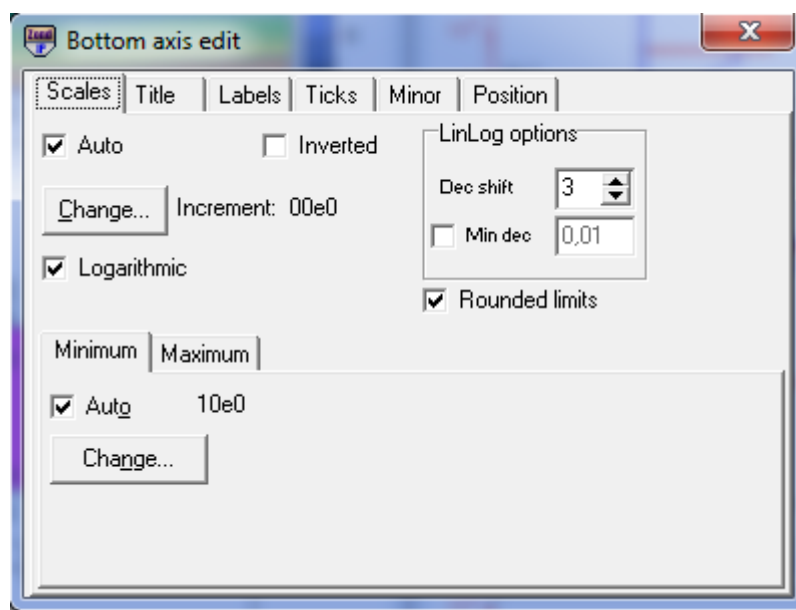 Bottom axis edit
Scales Title Labels Ticks Minor Position
Auto Inverted
LinLog options
Dec shift 3
Change... Increment: 00e0
Min dec 0,01
Logarithmic
Rounded limits
Minimum Maximum
Auto 10e0
Change...